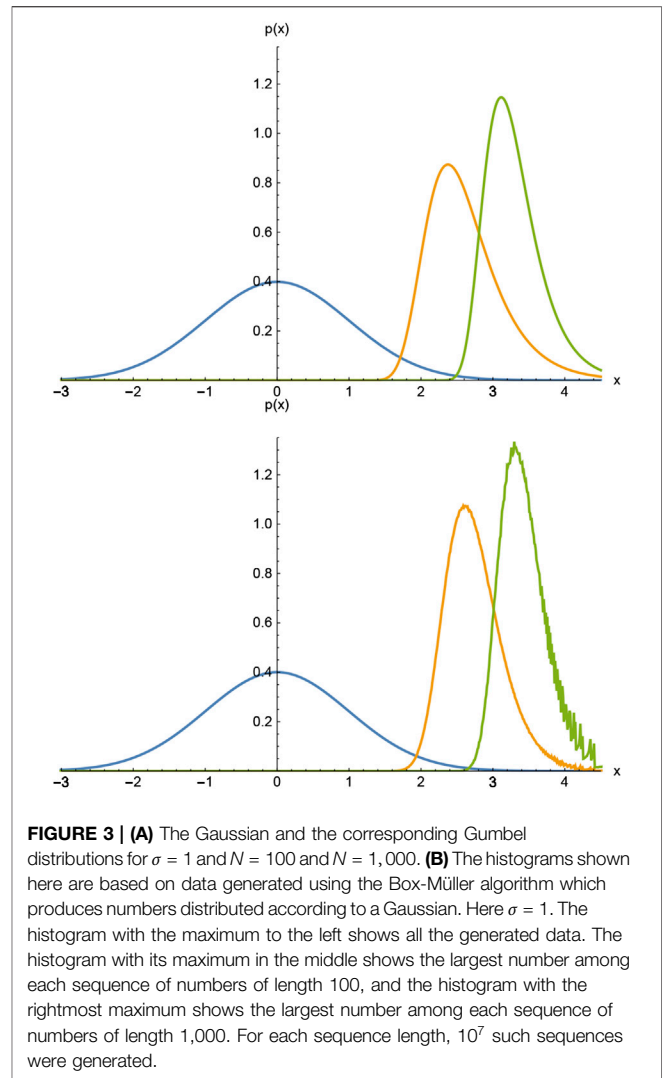 p(x)
1.2
1.0
0.8
0.6
0.4
0.2
−3 −2 −1 0 1 2 3 4 x
p(x)
1.2
1.0
0.8
0.6
0.4
0.2
−3 −2 −1 0 1 2 3 4 x
FIGURE 3 | (A) The Gaussian and the corresponding Gumbel
distributions for σ = 1 and N = 100 and N = 1, 000. (B) The histograms shown
here are based on data generated using the Box-Müller algorithm which
produces numbers distributed according to a Gaussian. Here σ = 1. The
histogram with the maximum to the left shows all the generated data. The
histogram with its maximum in the middle shows the largest number among
each sequence of numbers of length 100, and the histogram with the
rightmost maximum shows the largest number among each sequence of
numbers of length 1,000. For each sequence length, 10⁷ such sequences
were generated.